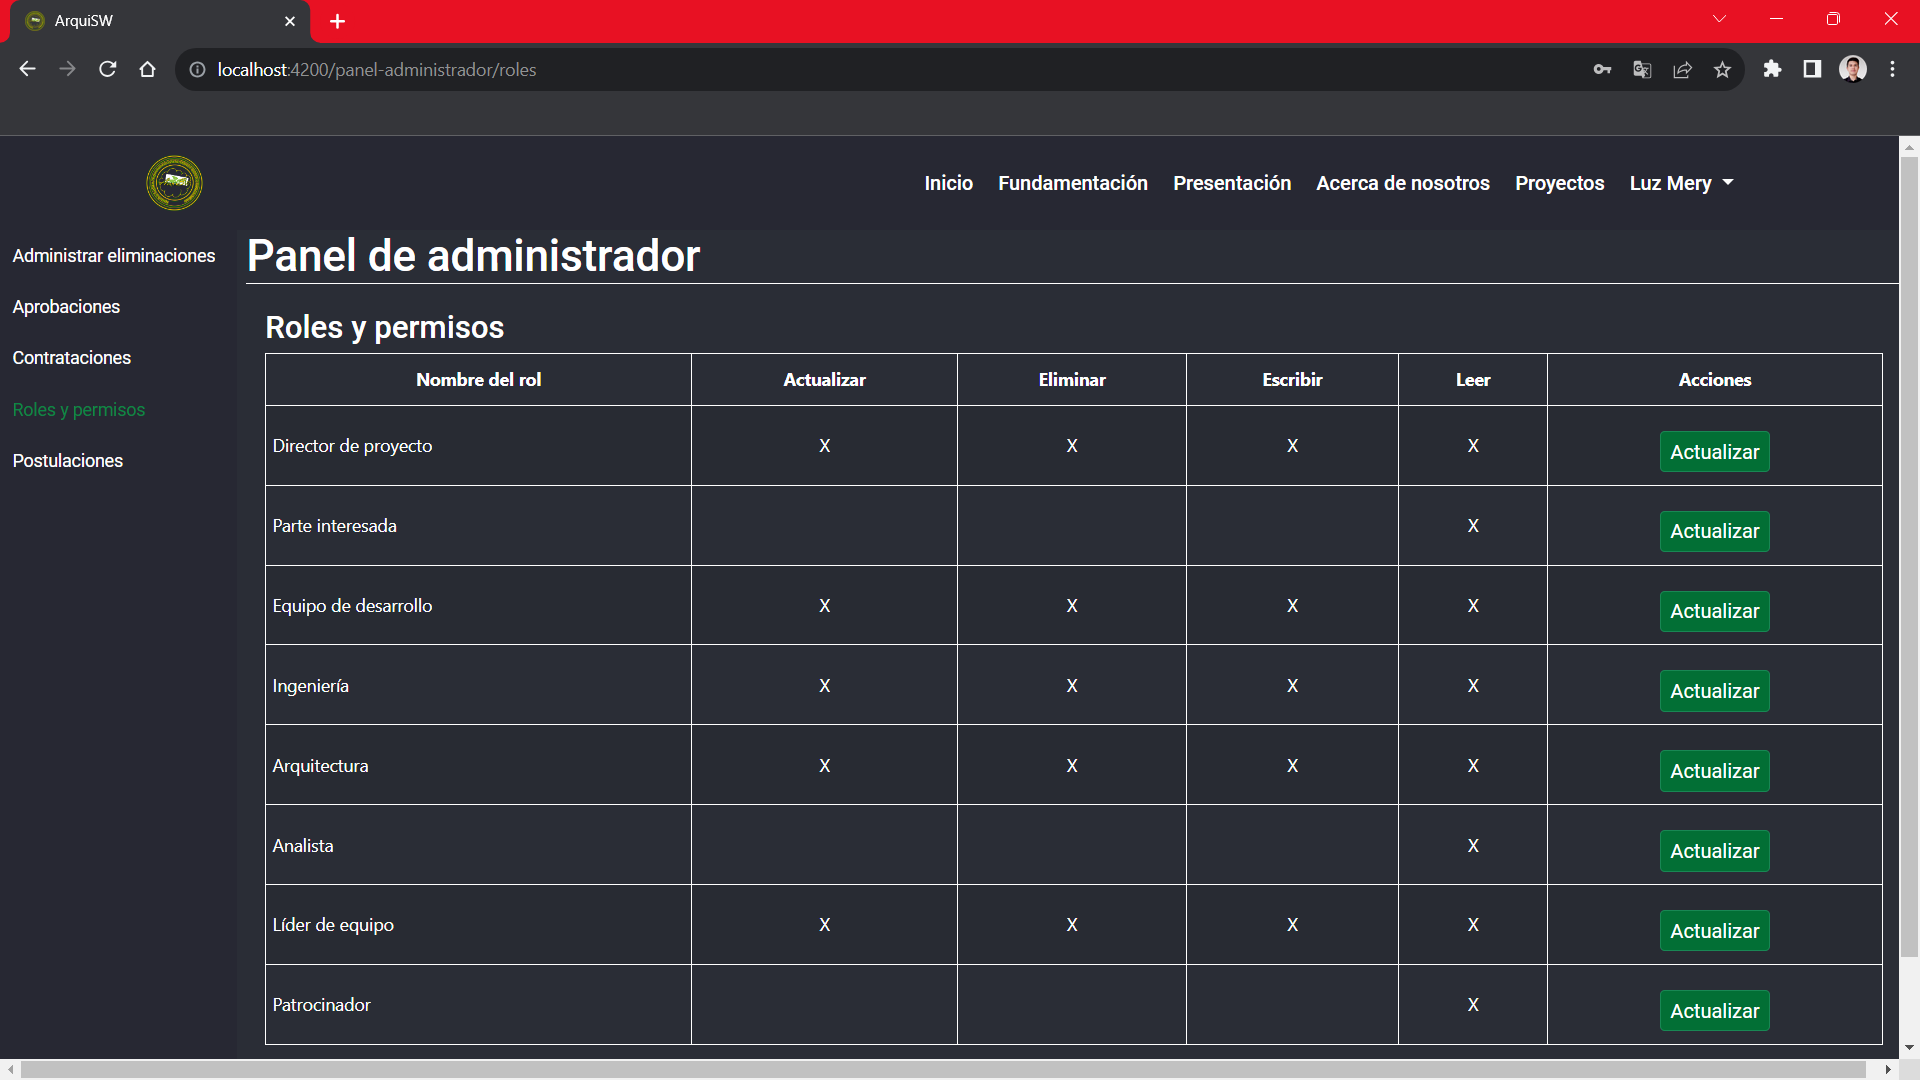 ArquiSW
localhost:4200/panel-administrador/roles
Inicio Fundamentación Presentación Acerca de nosotros Proyectos Luz Mery
Administrar eliminaciones
Aprobaciones
Contrataciones
Roles y permisos
Postulaciones
Panel de administrador
Roles y permisos
Nombre del rol Actualizar Eliminar Escribir Leer Acciones
Director de proyecto X X X X Actualizar
Parte interesada X Actualizar
Equipo de desarrollo X X X X Actualizar
Ingeniería X X X X Actualizar
Arquitectura X X X X Actualizar
Analista X Actualizar
Líder de equipo X X X X Actualizar
Patrocinador X Actualizar